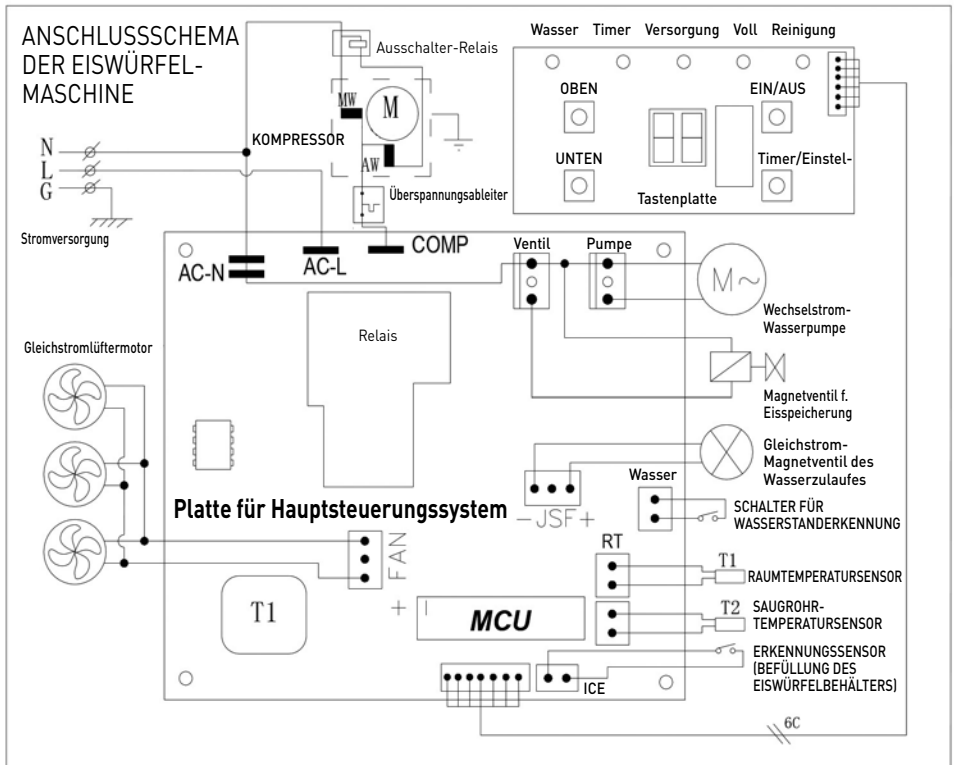 ANSCHLUSSSCHEMA
DER EISWÜRFEL-
MASCHINE
Ausschalter-Relais
MW
M
KOMPRESSOR
AW
Überspannungsableiter
N
L
G
Stromversorgung
Wasser Timer Versorgung Voll Reinigung
OBEN
EIN/AUS
UNTEN
Timer/Einstel-
Tastenplatte
AC-N
AC-L
COMP
Ventil
Pumpe
M~
Wechselstrom-
Wasserpumpe
Relais
Gleichstromlüftermotor
Magnetventil f.
Eisspeicherung
Gleichstrom-
Magnetventil des
Wasserzulaufes
Wasser
SCHALTER FÜR
WASSERSTANDERKENNUNG
Platte für Hauptsteuerungssystem
-JSF+
RT
T1
RAUMTEMPERATURSENSOR
FAN
+
T1
MCU
T2
SAUGROHR-
TEMPERATURSENSOR
ERKENNUNGSSENSOR
(BEFÜLLUNG DES
EISWÜRFELBEHÄLTERS)
ICE
6C